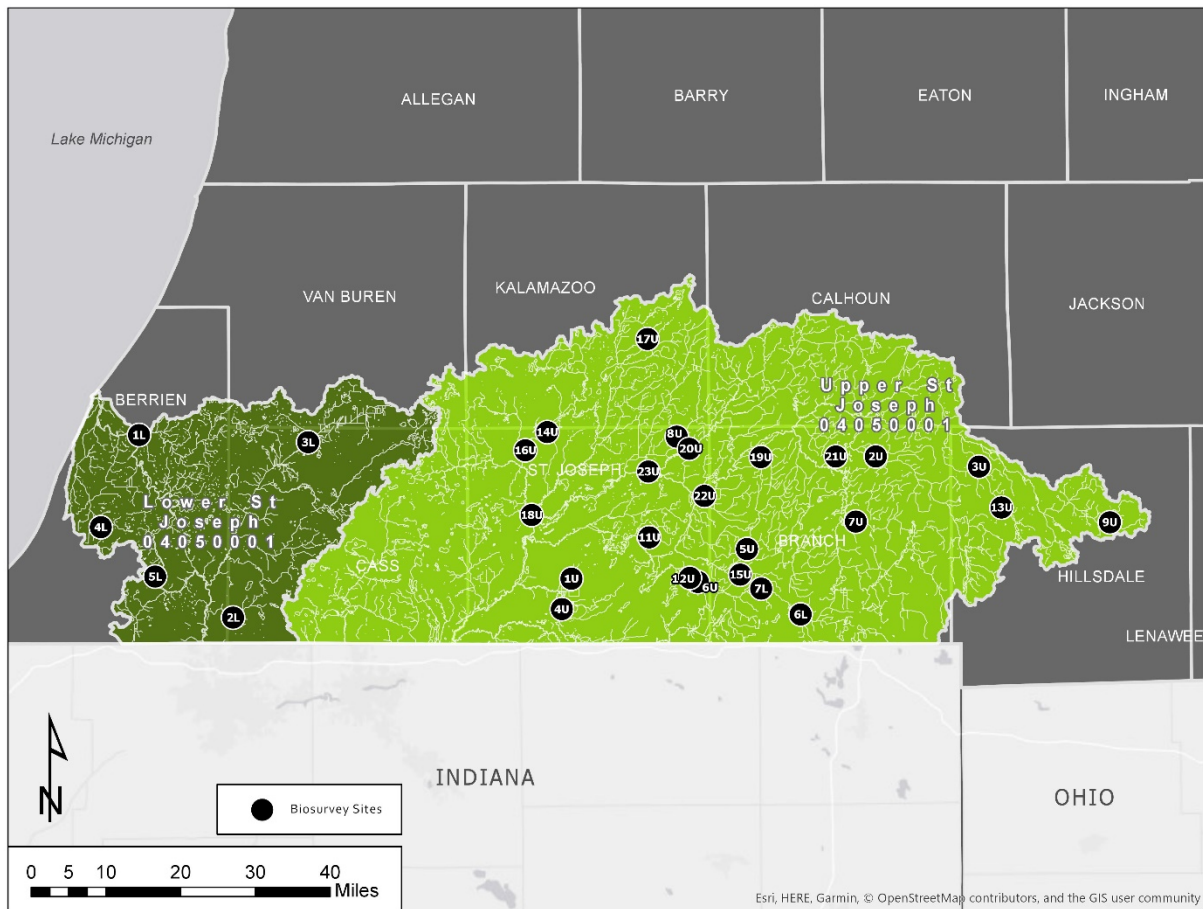 ALLEGAN
BARRY
EATON
INGHAM
Lake Michigan
VAN BUREN
KALAMAZOO
CALHOUN
JACKSON
17U
BERRIEN
Upper St
Joseph
04050001
1L
3L
14U
16U
8U
20U
ST. JOSEPH
23U
19U
21U
2U
3U
Lower St
Joseph
04050001
4L
18U
22U
7U
13U
9U
11U
5U
BRANCH
CASS
5L
1U
12U
6U
15U
7L
HILLSDALE
2L
4U
6L
LENAWEE
N
INDIANA
OHIO
Biosurvey Sites
0 5 10 20 30 40
Miles
Esri, HERE, Garmin, © OpenStreetMap contributors, and the GIS user community